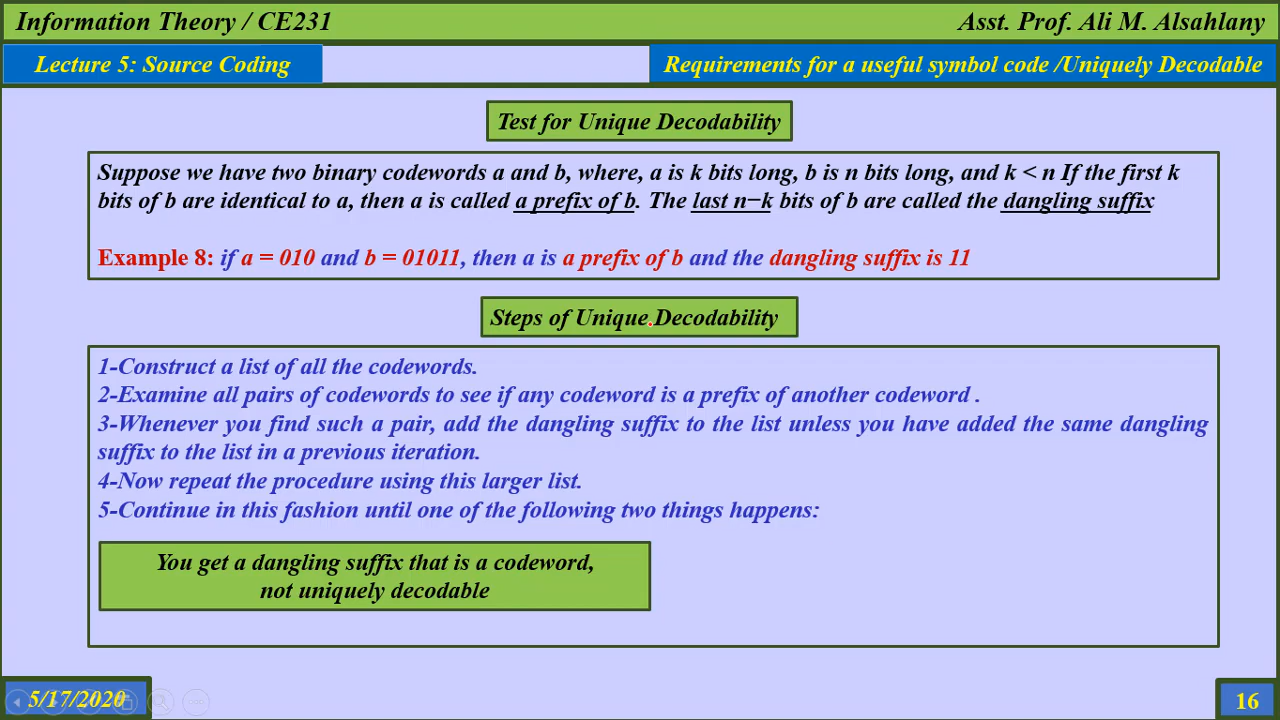 Information Theory / CE231
Asst. Prof. Ali M. Alsahlany
Lecture 5: Source Coding
Requirements for a useful symbol code /Uniquely Decodable
Test for Unique Decodability
Suppose we have two binary codewords a and b, where, a is k bits long, b is n bits long, and k < n If the first k
bits of b are identical to a, then a is called a prefix of b. The last n−k bits of b are called the dangling suffix
Example 8: if a = 010 and b = 01011, then a is a prefix of b and the dangling suffix is 11
Steps of Unique Decodability
1-Construct a list of all the codewords.
2-Examine all pairs of codewords to see if any codeword is a prefix of another codeword .
3-Whenever you find such a pair, add the dangling suffix to the list unless you have added the same dangling
suffix to the list in a previous iteration.
4-Now repeat the procedure using this larger list.
5-Continue in this fashion until one of the following two things happens:
You get a dangling suffix that is a codeword,
not uniquely decodable
5/17/2020
16